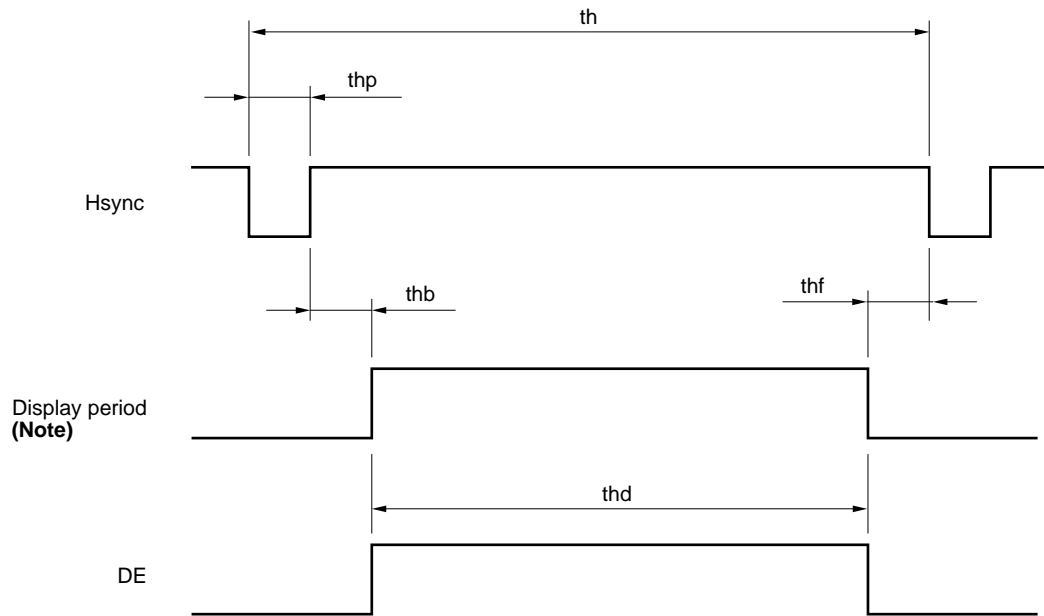 th
thp
Hsync
thb
thf
Display period
(Note)
thd
DE